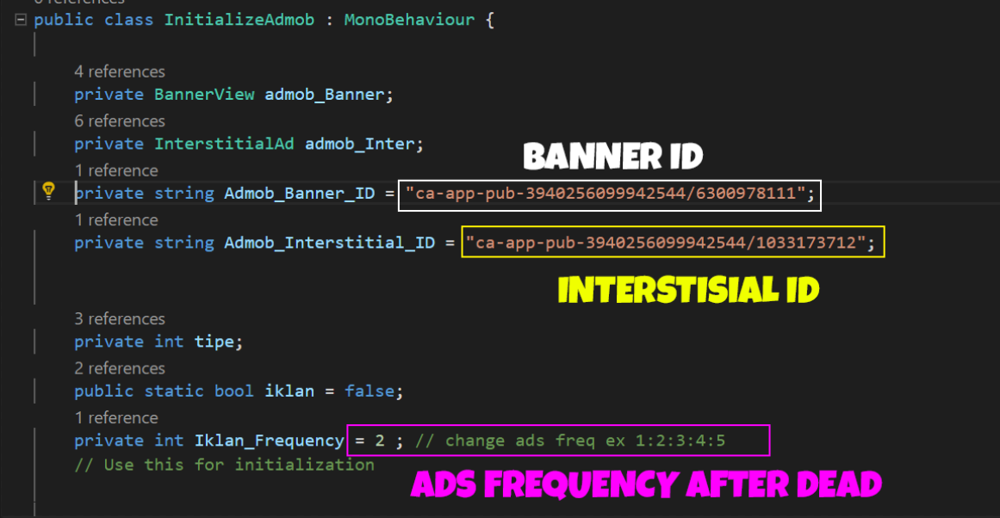 6 references
public class InitializeAdmob : MonoBehaviour {
4 references
private BannerView admob_Banner;
6 references
private InterstitialAd admob_Inter;
BANNER ID
1 reference
private string Admob_Banner_ID = "ca-app-pub-3940256099942544/6300978111";
1 reference
private string Admob_Interstitial_ID = "ca-app-pub-3940256099942544/1033173712";
INTERSTISIAL ID
3 references
private int tipe;
2 references
public static bool iklan = false;
1 reference
private int Iklan_Frequency = 2 ; // change ads freq ex 1:2:3:4:5
// Use this for initialization
ADS FREQUENCY AFTER DEAD